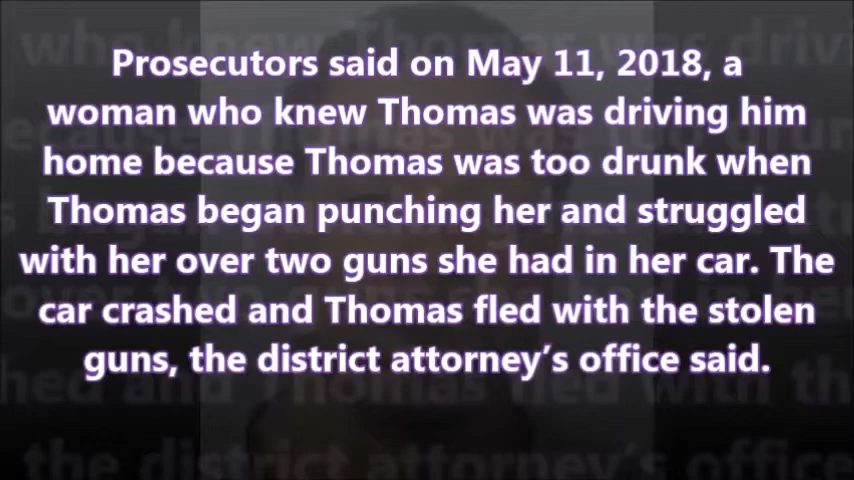 Prosecutors said on May 11, 2018, a
woman who knew Thomas was driving him
home because Thomas was too drunk when
Thomas began punching her and struggled
with her over two guns she had in her car. The
car crashed and Thomas fled with the stolen
guns, the district attorney’s office said.